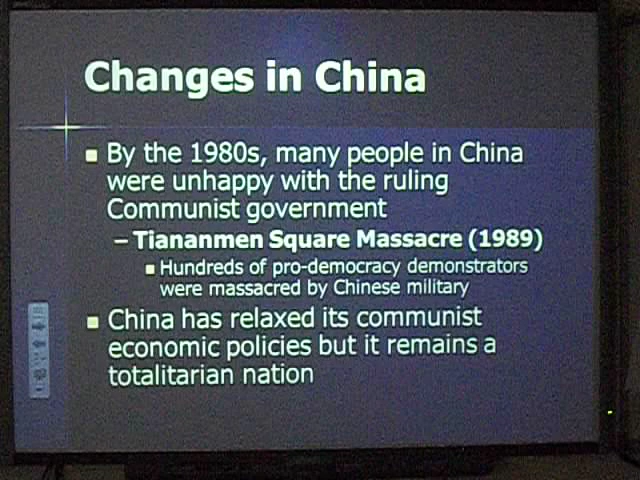 Changes in China
By the 1980s, many people in China
were unhappy with the ruling
Communist government
– Tiananmen Square Massacre (1989)
Hundreds of pro-democracy demonstrators
were massacred by Chinese military
China has relaxed its communist
economic policies but it remains a
totalitarian nation